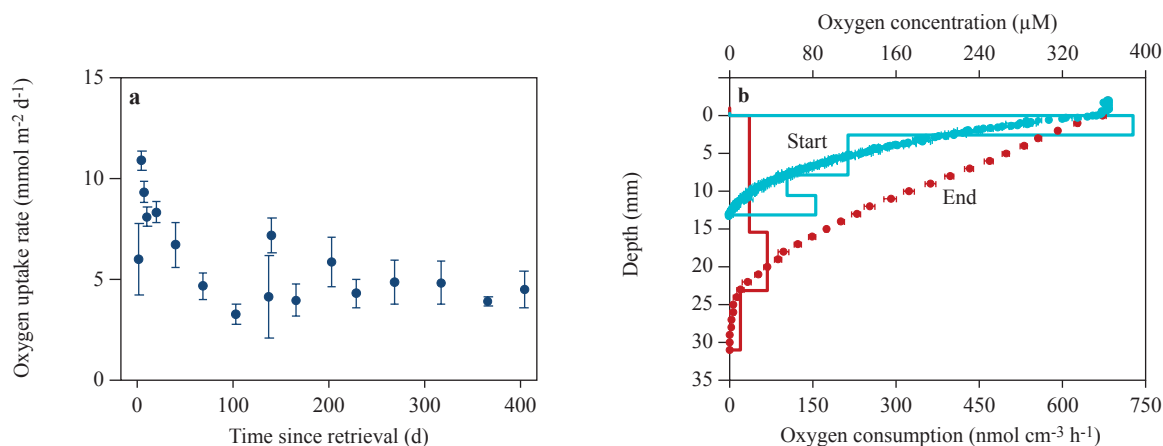 a
Oxygen uptake rate (mmol m⁻² d⁻¹)
15
10
5
0
0 100 200 300 400
Time since retrieval (d)
Oxygen concentration (µM)
0 80 160 240 320 400
b
Start
End
Depth (mm)
0
5
10
15
20
25
30
35
0 150 300 450 600 750
Oxygen consumption (nmol cm⁻³ h⁻¹)